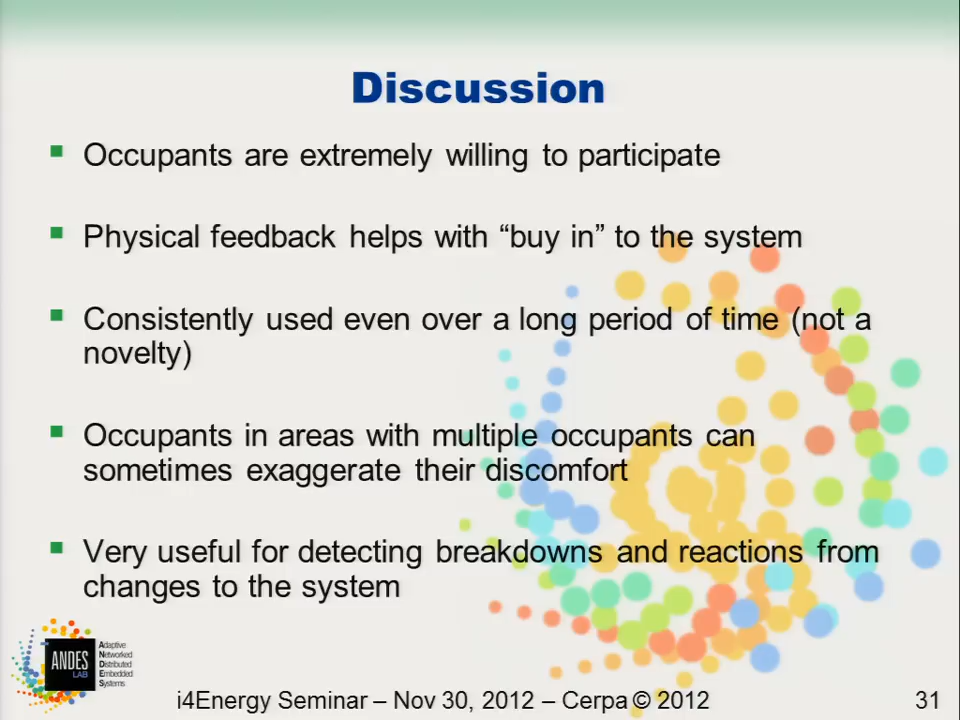 Discussion
Occupants are extremely willing to participate
Physical feedback helps with “buy in” to the system
Consistently used even over a long period of time (not a
novelty)
Occupants in areas with multiple occupants can
sometimes exaggerate their discomfort
Very useful for detecting breakdowns and reactions from
changes to the system
ANDES
LAB
Adaptive
Networked
Distributed
Embedded
Systems
i4Energy Seminar – Nov 30, 2012 – Cerpa © 2012
31